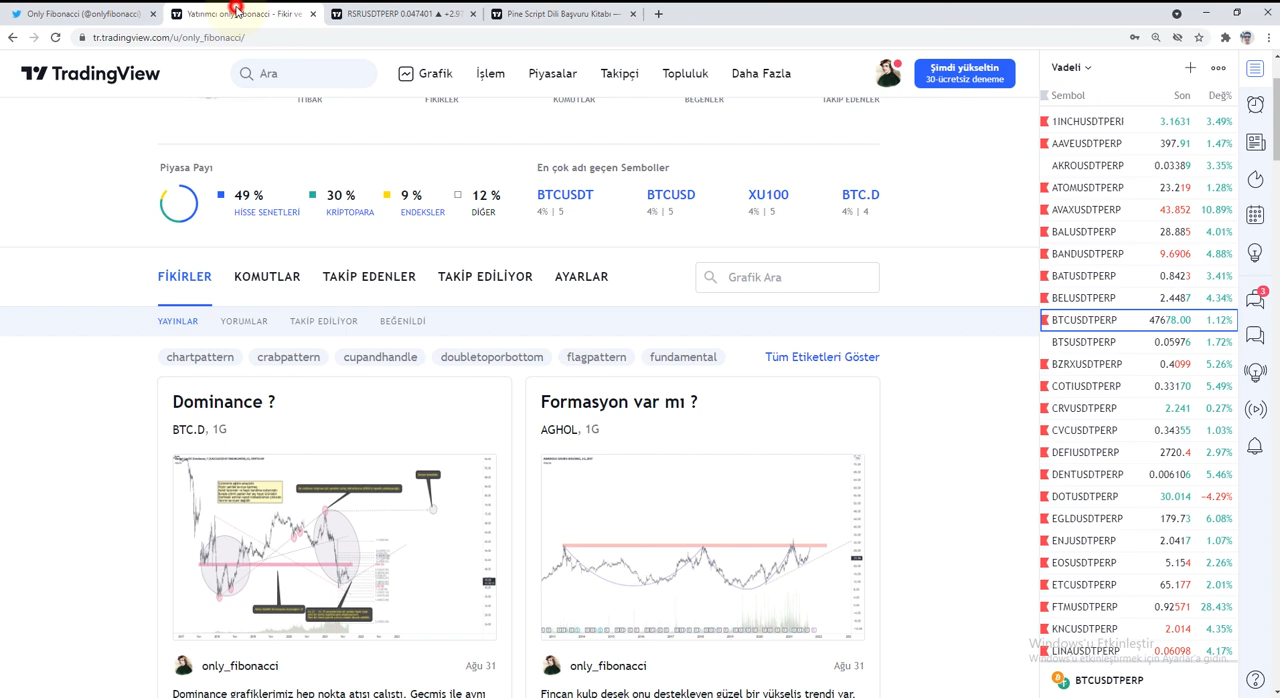 Only Fibonacci (@onlyfibonacci)
Yatırımcı only_fibonacci - Fikir ve
RSRUSDTPERP 0.047401 ▲ +2.9
Pine Script Dili Başvuru Kitabı —
tr.tradingview.com/u/only_fibonacci/
TradingView
Ara
Grafik
İşlem
Piyasalar
Takipçi
Topluluk
Daha Fazla
Şimdi yükseltin
30-ücretsiz deneme
İTİBAR
FİKİRLER
KOMUTLAR
BEĞENİLER
TAKİP EDENLER
Piyasa Payı
49 %
HİSSE SENETLERİ
30 %
KRİPTOPARA
9 %
ENDEKSLER
12 %
DİĞER
En çok adı geçen Semboller
BTCUSDT
4% | 5
BTCUSD
4% | 5
XU100
4% | 5
BTC.D
4% | 4
FİKİRLER
KOMUTLAR
TAKİP EDENLER
TAKİP EDİLİYOR
AYARLAR
Grafik Ara
YAYINLAR
YORUMLAR
TAKİP EDİLİYOR
BEĞENİLDİ
chartpattern
crabpattern
cupandhandle
doubletoporbottom
flagpattern
fundamental
Tüm Etiketleri Göster
Dominance ?
BTC.D, 1G
only_fibonacci
Ağu 31
Dominance grafiklerimiz hep nokta atışı çalıştı. Geçmiş ile aynı
Formasyon var mı ?
AGHOL, 1G
only_fibonacci
Ağu 31
Fincan kulp desek onu destekleyen güzel bir yükseliş trendi var.
Vadeli
Sembol Son Değ%
1INCHUSDTPERP 3.1631 3.49%
AAVEUSDTPERP 397.91 1.47%
AKROUSDTPERP 0.03389 3.35%
ATOMUSDTPERP 23.219 1.28%
AVAXUSDTPERP 43.852 10.89%
BALUSDTPERP 28.885 4.01%
BANDUSDTPERP 9.6906 4.88%
BATUSDTPERP 0.8423 3.41%
BELUSDTPERP 2.4487 4.34%
BTCUSDTPERP 47678.00 1.12%
BTSUSDTPERP 0.05976 1.72%
BZRXUSDTPERP 0.4099 5.26%
COTIUSDTPERP 0.33170 5.49%
CRVUSDTPERP 2.241 0.27%
CVCUSDTPERP 0.34355 1.03%
DEFIUSDTPERP 2720.4 2.97%
DENTUSDTPERP 0.006106 5.46%
DOTUSDTPERP 30.014 −4.29%
EGLDUSDTPERP 179.73 6.08%
ENJUSDTPERP 2.0417 1.07%
EOSUSDTPERP 5.154 2.26%
ETCUSDTPERP 65.177 2.01%
FTMUSDTPERP 0.92571 28.43%
KNCUSDTPERP 2.014 4.35%
LINAUSDTPERP 0.06098 4.17%
Windows'u Etkinleştir
Windows'u etkinleştirmek için Ayarlar'a gidin.
BTCUSDTPERP
3